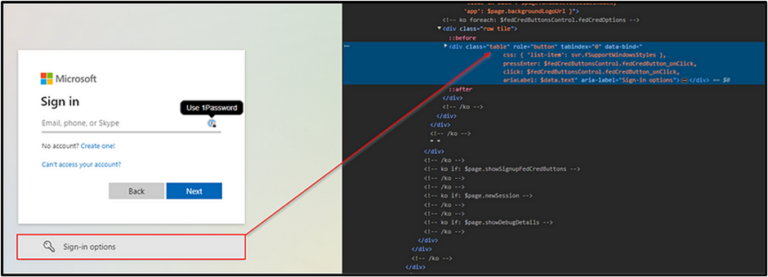 Microsoft
Sign in
Use 1Password
Email, phone, or Skype
No account? Create one!
Can't access your account?
Back
Next
Sign-in options
'app': $page.backgroundLogoUrl }">
<!-- ko foreach: $fedCredButtonsControl.fedCredOptions -->
<div class="row tile">
::before
<div class="table" role="button" tabindex="0" data-bind="
css: { 'list-item': svr.fSupportWindowsStyles },
pressEnter: $fedCredButtonsControl.fedCredButton_onClick,
click: $fedCredButtonsControl.fedCredButton_onClick,
ariaLabel: $data.text" aria-label="Sign-in options">…</div> == $0
::after
</div>
<!-- /ko -->
</div>
</div>
<!-- /ko -->
" "
</div>
<!-- /ko -->
<!-- ko if: $page.showSignupFedCredButtons -->
<!-- /ko -->
<!-- ko if: $page.newSession -->
<!-- /ko -->
<!-- ko if: $page.showDebugDetails -->
<!-- /ko -->
</div>
<!-- /ko -->
</div>